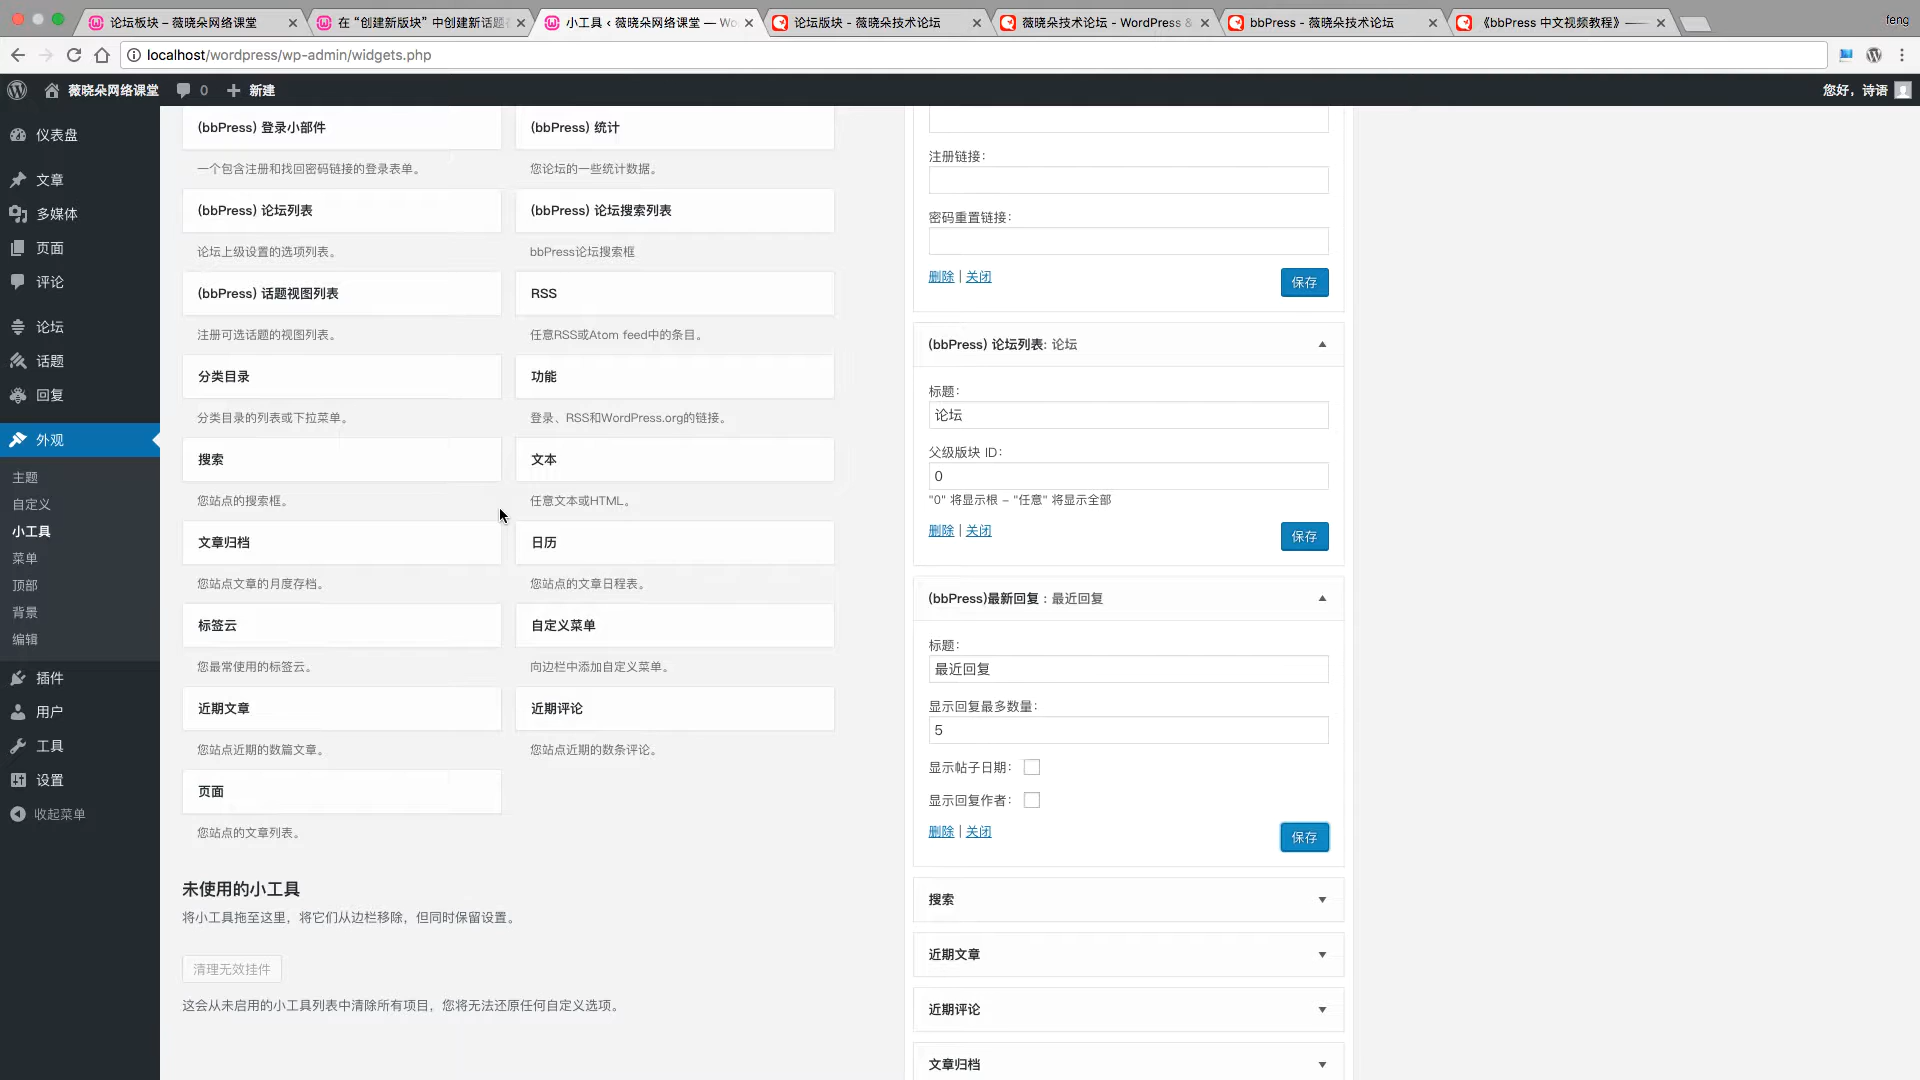 论坛板块 – 薇晓朵网络课堂
在 “创建新版块” 中创建新话题
小工具 ‹ 薇晓朵网络课堂 — Wo
论坛版块 - 薇晓朵技术论坛
薇晓朵技术论坛 - WordPress &
bbPress - 薇晓朵技术论坛
《bbPress 中文视频教程》——
feng
localhost/wordpress/wp-admin/widgets.php
薇晓朵网络课堂
0
新建
您好，诗语
仪表盘
文章
多媒体
页面
评论
论坛
话题
回复
外观
主题
自定义
小工具
菜单
顶部
背景
编辑
插件
用户
工具
设置
收起菜单
(bbPress) 登录小部件
一个包含注册和找回密码链接的登录表单。
(bbPress) 统计
您论坛的一些统计数据。
(bbPress) 论坛列表
论坛上级设置的选项列表。
(bbPress) 论坛搜索列表
bbPress论坛搜索框
(bbPress) 话题视图列表
注册可选话题的视图列表。
RSS
任意RSS或Atom feed中的条目。
分类目录
分类目录的列表或下拉菜单。
功能
登录、RSS和WordPress.org的链接。
搜索
您站点的搜索框。
文本
任意文本或HTML。
文章归档
您站点文章的月度存档。
日历
您站点的文章日程表。
标签云
您最常使用的标签云。
自定义菜单
向边栏中添加自定义菜单。
近期文章
您站点近期的数篇文章。
近期评论
您站点近期的数条评论。
页面
您站点的文章列表。
未使用的小工具
将小工具拖至这里，将它们从边栏移除，但同时保留设置。
清理无效挂件
这会从未启用的小工具列表中清除所有项目，您将无法还原任何自定义选项。
注册链接：
密码重置链接：
删除 | 关闭
保存
(bbPress) 论坛列表: 论坛
标题：
论坛
父级版块 ID：
0
"0" 将显示根 – "任意" 将显示全部
删除 | 关闭
保存
(bbPress)最新回复 : 最近回复
标题：
最近回复
显示回复最多数量：
5
显示帖子日期：
显示回复作者：
删除 | 关闭
保存
搜索
近期文章
近期评论
文章归档